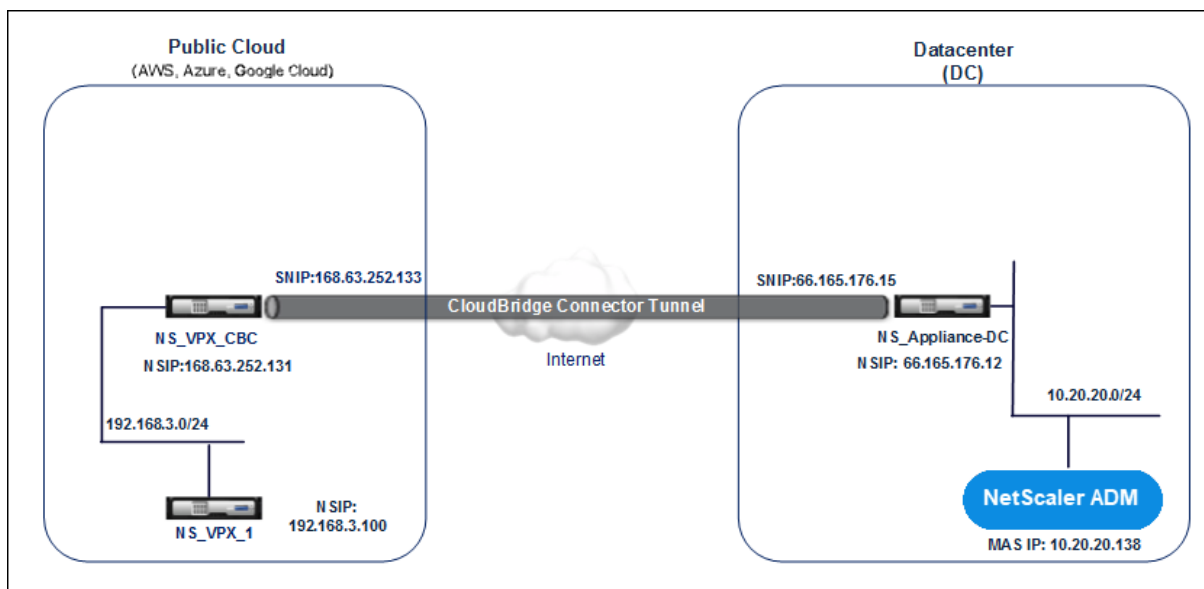 Public Cloud
(AWS, Azure, Google Cloud)
Datacenter
(DC)
SNIP:168.63.252.133
SNIP:66.165.176.15
CloudBridge Connector Tunnel
NS_VPX_CBC
NSIP:168.63.252.131
Internet
NS_Appliance-DC
NSIP: 66.165.176.12
192.168.3.0/24
10.20.20.0/24
NS_VPX_1
NSIP:
192.168.3.100
NetScaler ADM
MAS IP: 10.20.20.138